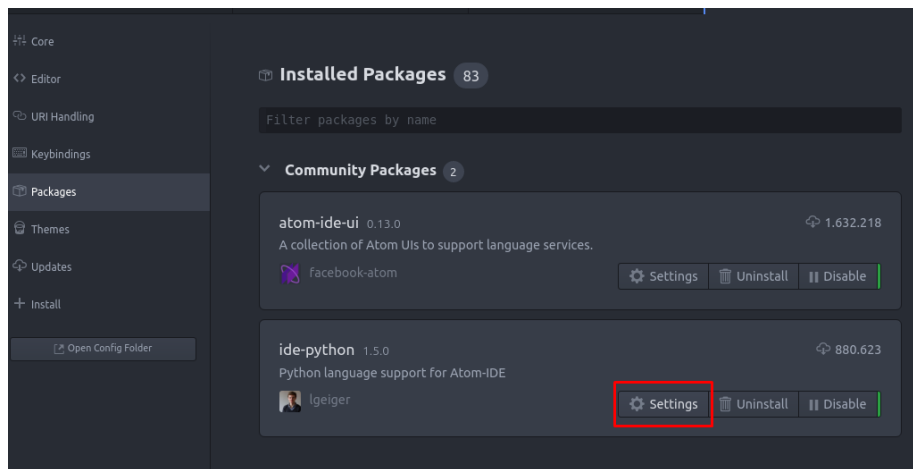 Core
Editor
URI Handling
Keybindings
Packages
Themes
Updates
Install
Open Config Folder
Installed Packages 83
Filter packages by name
Community Packages 2
atom-ide-ui 0.13.0 1.632.218
A collection of Atom UIs to support language services.
facebook-atom
Settings Uninstall Disable
ide-python 1.5.0 880.623
Python language support for Atom-IDE
lgeiger
Settings Uninstall Disable